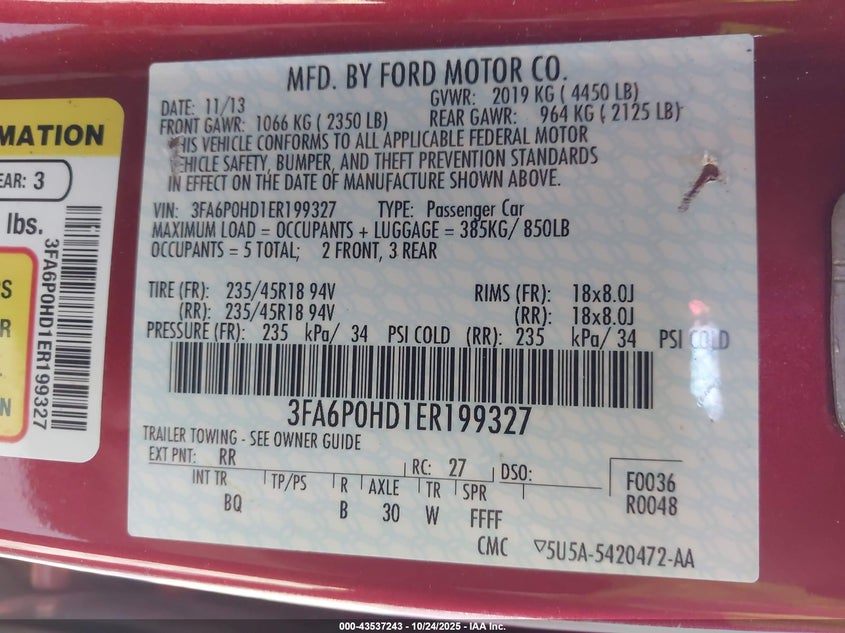 MFD. BY FORD MOTOR CO.
DATE: 11/13 GVWR: 2019 KG ( 4450 LB)
FRONT GAWR: 1066 KG ( 2350 LB) REAR GAWR: 964 KG ( 2125 LB)
THIS VEHICLE CONFORMS TO ALL APPLICABLE FEDERAL MOTOR
VEHICLE SAFETY, BUMPER, AND THEFT PREVENTION STANDARDS
IN EFFECT ON THE DATE OF MANUFACTURE SHOWN ABOVE.
VIN: 3FA6P0HD1ER199327 TYPE: Passenger Car
MAXIMUM LOAD = OCCUPANTS + LUGGAGE = 385KG/ 850LB
OCCUPANTS = 5 TOTAL; 2 FRONT, 3 REAR
TIRE (FR): 235/45R18 94V RIMS (FR): 18x8.0J
(RR): 235/45R18 94V (RR): 18x8.0J
PRESSURE (FR): 235 kPa/ 34 PSI COLD (RR): 235 kPa/ 34 PSI COLD
3FA6P0HD1ER199327
TRAILER TOWING - SEE OWNER GUIDE
EXT PNT: RR RC: 27 DSO:
INT TR TP/PS R AXLE TR SPR F0036
BQ B 30 W FFFF R0048
CMC ▽5U5A-5420472-AA
MATION
EAR: 3
lbs.
PS
R
N
3FA6P0HD1ER199327
000-43537243 - 10/24/2025 - IAA Inc.